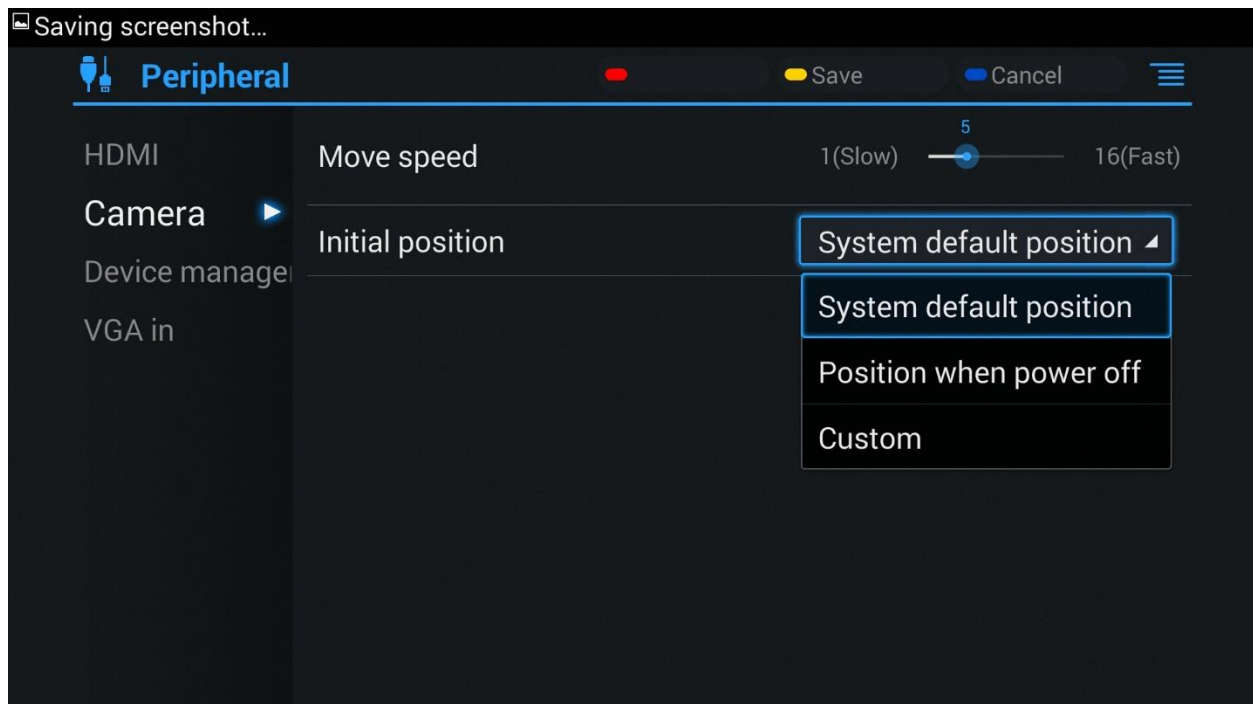 Saving screenshot...
Peripheral
Save
Cancel
HDMI
Move speed
1(Slow)
5
16(Fast)
Camera
Initial position
System default position
Device manager
System default position
VGA in
Position when power off
Custom